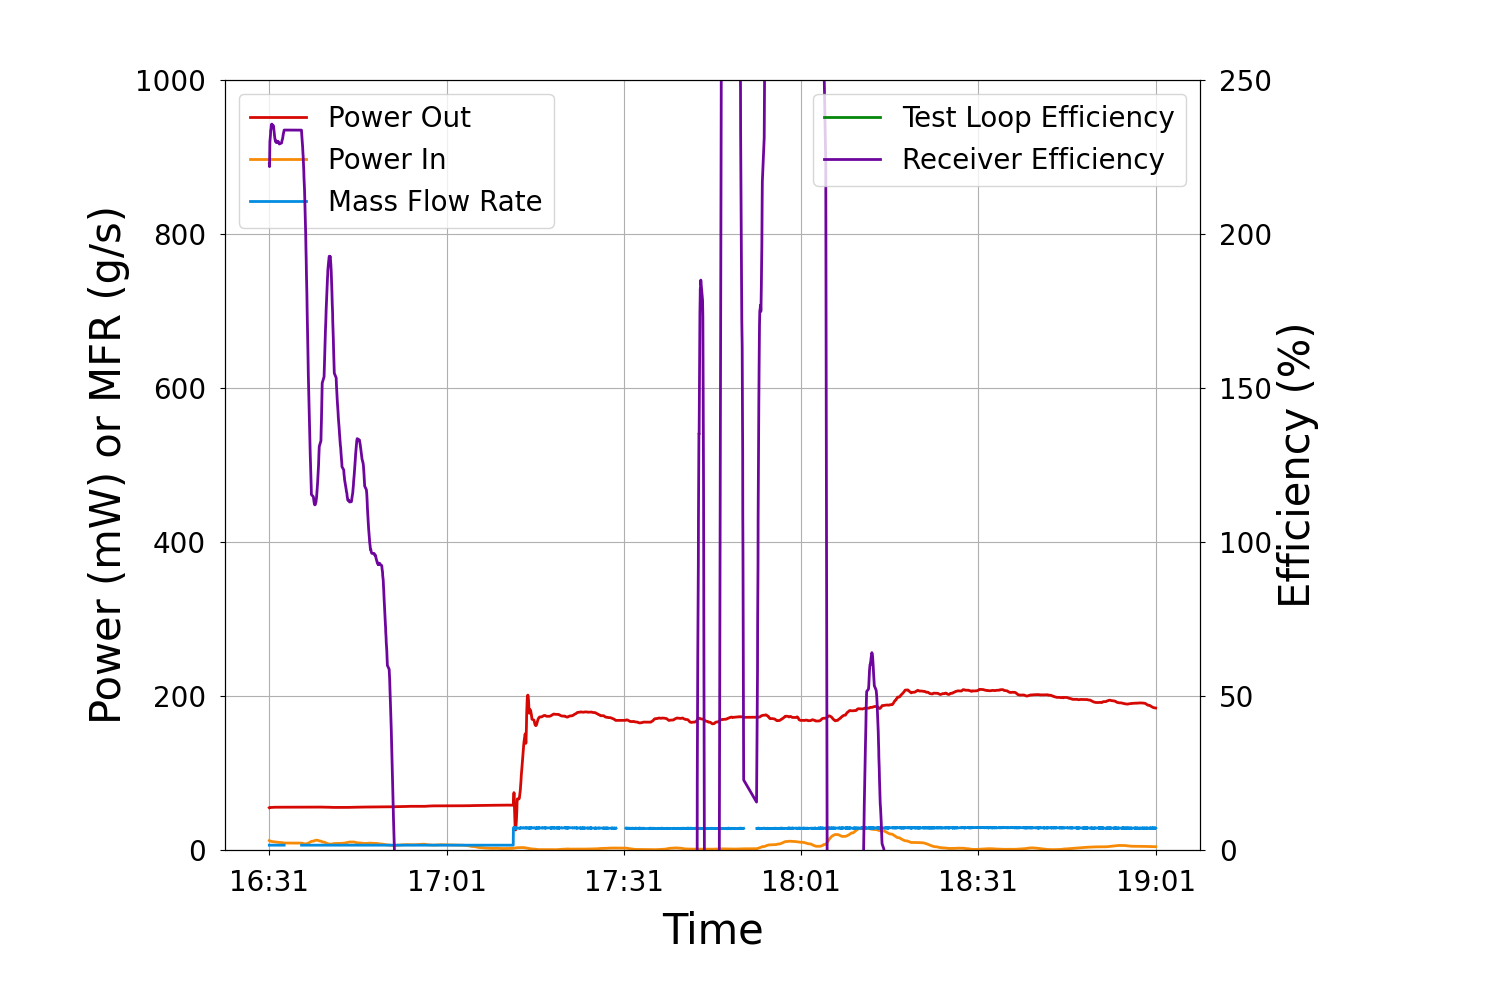 Power (mW) or MFR (g/s)
1000
800
600
400
200
0
Power Out
Power In
Mass Flow Rate
Test Loop Efficiency
Receiver Efficiency
250
200
150
100
50
0
Efficiency (%)
16:31 17:01 17:31 18:01 18:31 19:01
Time